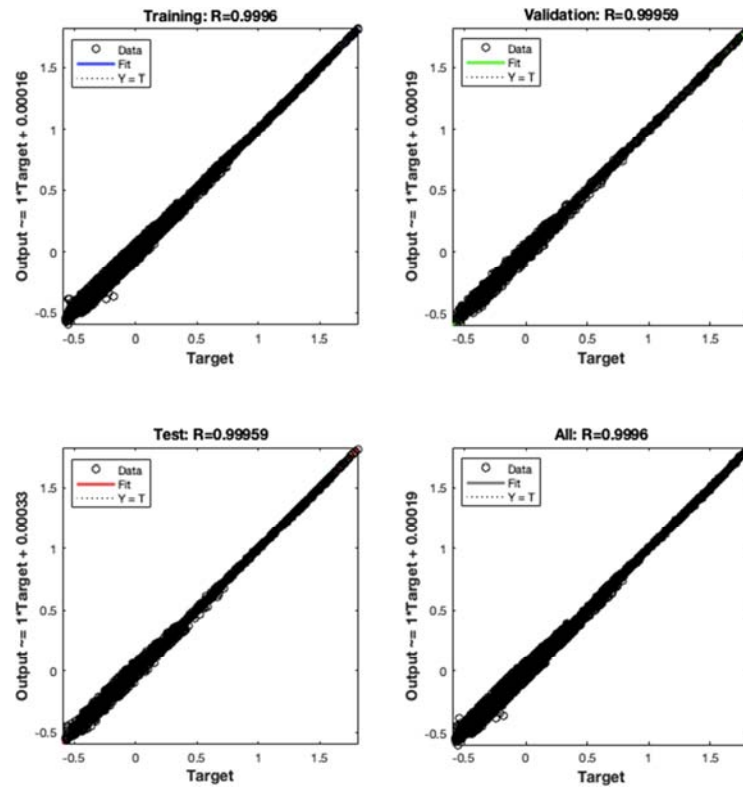 Training: R=0.9996
Output ~= 1*Target + 0.00016
Data
Fit
Y = T
1.5
1
0.5
0
-0.5
-0.5 0 0.5 1 1.5
Target
Validation: R=0.99959
Output ~= 1*Target + 0.00019
Data
Fit
Y = T
1.5
1
0.5
0
-0.5
-0.5 0 0.5 1 1.5
Target
Test: R=0.99959
Output ~= 1*Target + 0.00033
Data
Fit
Y = T
1.5
1
0.5
0
-0.5
-0.5 0 0.5 1 1.5
Target
All: R=0.9996
Output ~= 1*Target + 0.00019
Data
Fit
Y = T
1.5
1
0.5
0
-0.5
-0.5 0 0.5 1 1.5
Target